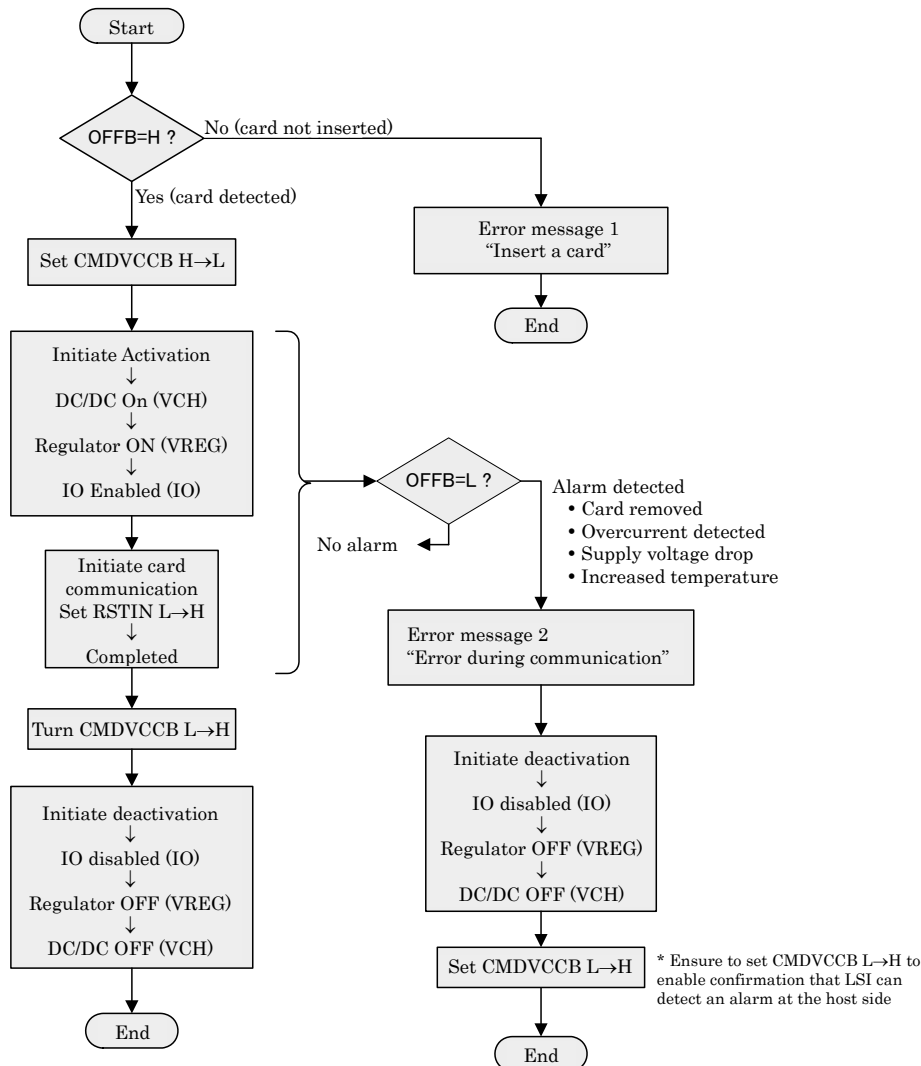 Start
OFFB=H ?
No (card not inserted)
Yes (card detected)
Error message 1
“Insert a card”
End
Set CMDVCCB H→L
Initiate Activation
↓
DC/DC On (VCH)
↓
Regulator ON (VREG)
↓
IO Enabled (IO)
OFFB=L ?
No alarm
Alarm detected
• Card removed
• Overcurrent detected
• Supply voltage drop
• Increased temperature
Initiate card
communication
Set RSTIN L→H
↓
Completed
Error message 2
“Error during communication”
Turn CMDVCCB L→H
Initiate deactivation
↓
IO disabled (IO)
↓
Regulator OFF (VREG)
↓
DC/DC OFF (VCH)
End
Initiate deactivation
↓
IO disabled (IO)
↓
Regulator OFF (VREG)
↓
DC/DC OFF (VCH)
Set CMDVCCB L→H
* Ensure to set CMDVCCB L→H to
enable confirmation that LSI can
detect an alarm at the host side
End